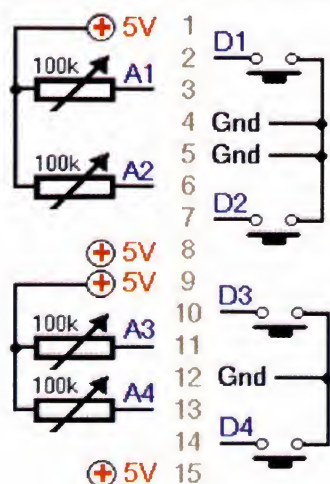 5V 1
2 D1
100k A1 3
4 Gnd
5 Gnd
100k A2 6
7 D2
5V 8
5V 9
10 D3
100k A3 11
12 Gnd
100k A4 13
14 D4
5V 15